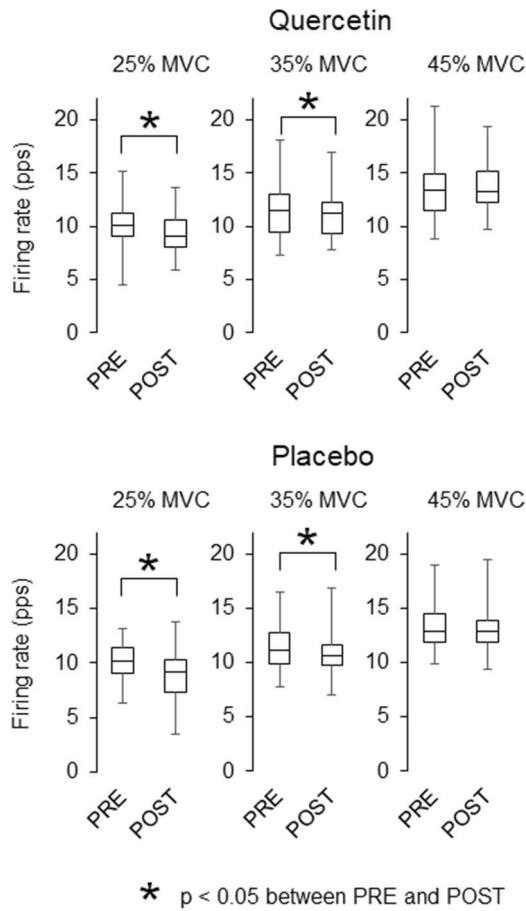 Quercetin
25% MVC 35% MVC 45% MVC
Firing rate (pps)
20 20 20
15 15 15
10 10 10
5 5 5
0 0 0
* *
PRE POST PRE POST PRE POST
Placebo
25% MVC 35% MVC 45% MVC
Firing rate (pps)
20 20 20
15 15 15
10 10 10
5 5 5
0 0 0
* *
PRE POST PRE POST PRE POST
* p < 0.05 between PRE and POST